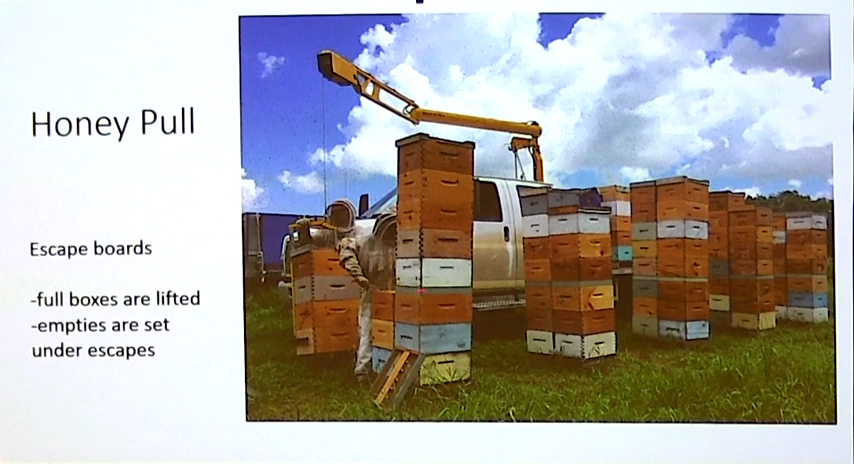 Honey Pull
Escape boards
-full boxes are lifted
-empties are set
under escapes